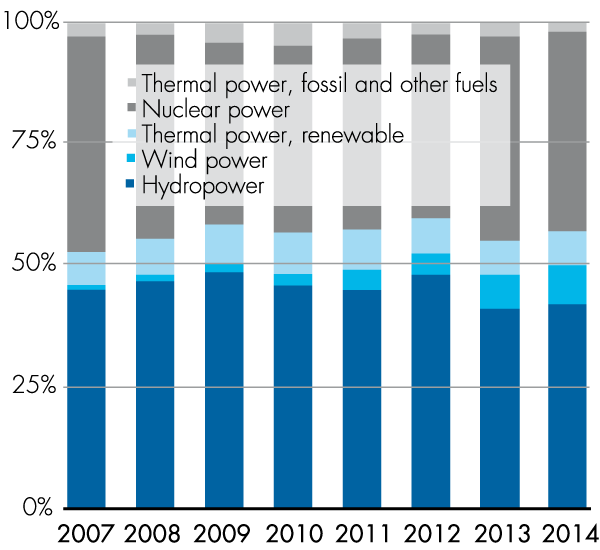 100%
Thermal power, fossil and other fuels
Nuclear power
75%
Thermal power, renewable
Wind power
Hydropower
50%
25%
0%
2007 2008 2009 2010 2011 2012 2013 2014